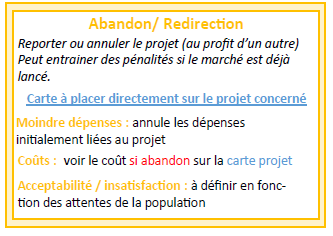 Abandon/ Redirection
Reporter ou annuler le projet (au profit d'un autre)
Peut entrainer des pénalités si le marché est déjà
lancé.
Carte à placer directement sur le projet concerné
Moindre dépenses : annule les dépenses
initialement liées au projet
Coûts : voir le coût si abandon sur la carte projet
Acceptabilité / insatisfaction : à définir en fonc-
tion des attentes de la population